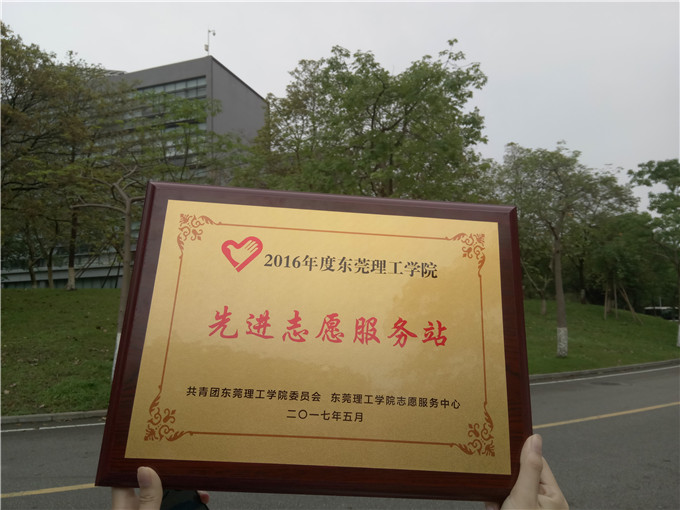 2016年度东莞理工学院
先进志愿服务站
共青团东莞理工学院委员会 东莞理工学院志愿服务中心
二〇一七年五月